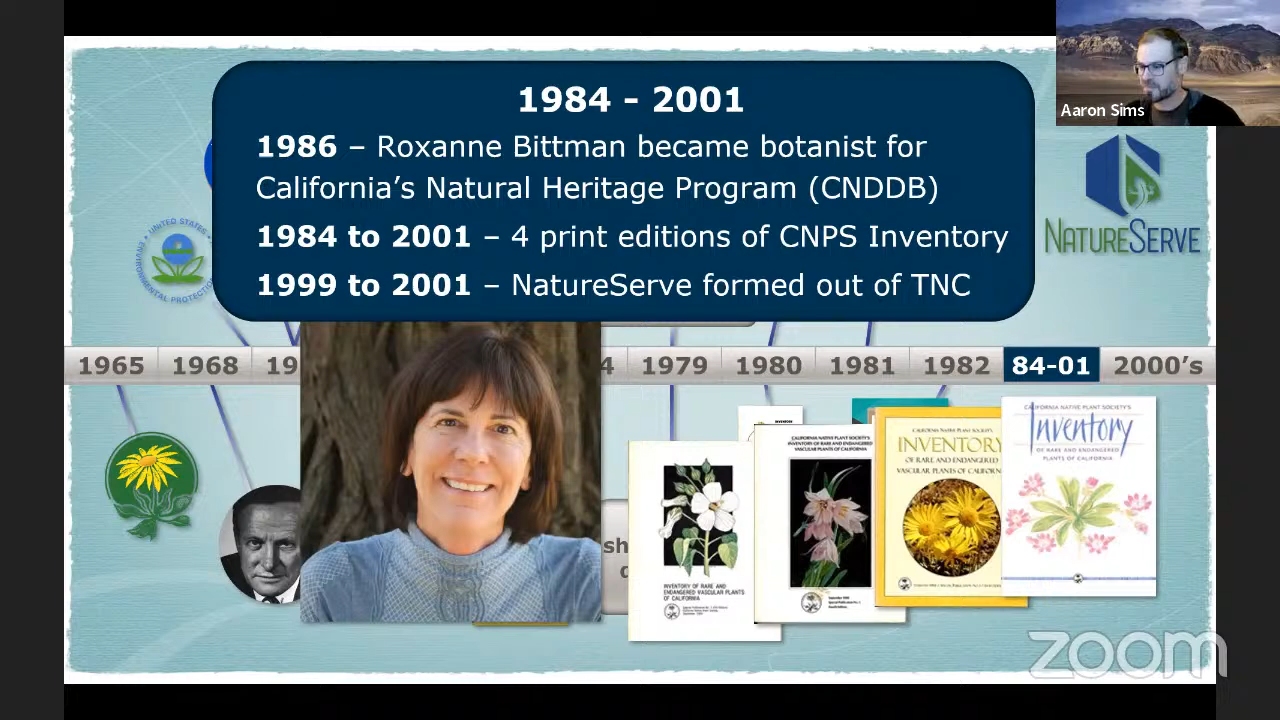 1984 - 2001
1986 – Roxanne Bittman became botanist for
California’s Natural Heritage Program (CNDDB)
1984 to 2001 – 4 print editions of CNPS Inventory
1999 to 2001 – NatureServe formed out of TNC
Aaron Sims
NATURESERVE
UNITED STATES
1965
1968
1979
1980
1981
1982
84-01
2000’s
INVENTORY OF RARE AND
ENDANGERED VASCULAR PLANTS
OF CALIFORNIA
CALIFORNIA NATIVE PLANT SOCIETY'S
INVENTORY OF RARE AND ENDANGERED
VASCULAR PLANTS OF CALIFORNIA
CALIFORNIA NATIVE PLANT SOCIETY'S
INVENTORY
OF RARE AND ENDANGERED
VASCULAR PLANTS OF
CALIFORNIA NATIVE PLANT SOCIETY'S
Inventory
OF RARE AND ENDANGERED
PLANTS OF CALIFORNIA
zoom